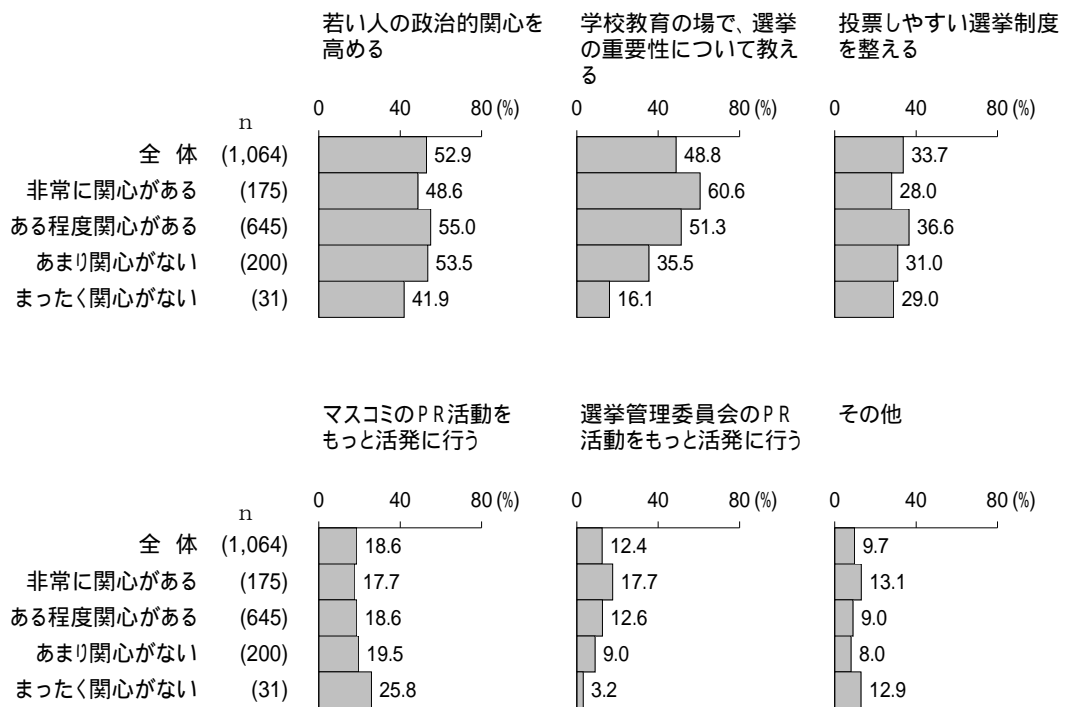 若い人の政治的関心を 学校教育の場で、選挙 投票しやすい選挙制度
高める の重要性について教え を整える
る
0 40 80 (%) 0 40 80 (%) 0 40 80 (%)
n
全 体 (1,064) 52.9 48.8 33.7
非常に関心がある (175) 48.6 60.6 28.0
ある程度関心がある (645) 55.0 51.3 36.6
あまり関心がない (200) 53.5 35.5 31.0
まったく関心がない (31) 41.9 16.1 29.0
マスコミのPR活動を 選挙管理委員会のPR その他
もっと活発に行う 活動をもっと活発に行う
0 40 80 (%) 0 40 80 (%) 0 40 80 (%)
n
全 体 (1,064) 18.6 12.4 9.7
非常に関心がある (175) 17.7 17.7 13.1
ある程度関心がある (645) 18.6 12.6 9.0
あまり関心がない (200) 19.5 9.0 8.0
まったく関心がない (31) 25.8 3.2 12.9